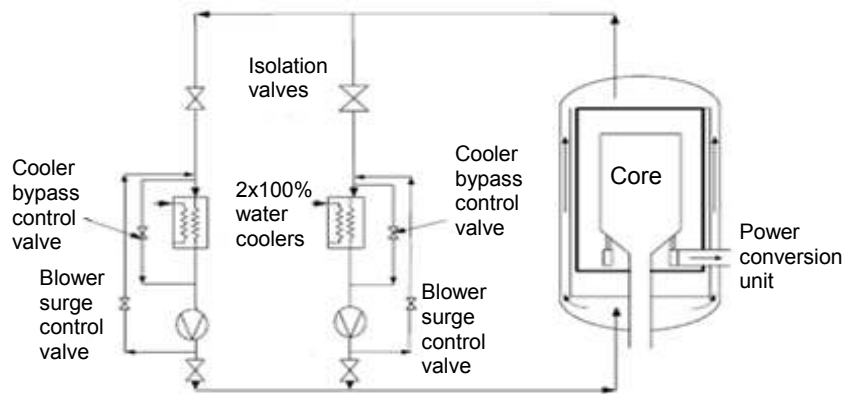 Isolation
valves
Cooler
bypass
control
valve
2x100%
water
coolers
Cooler
bypass
control
valve
Core
Power
conversion
unit
Blower
surge
control
valve
Blower
surge
control
valve